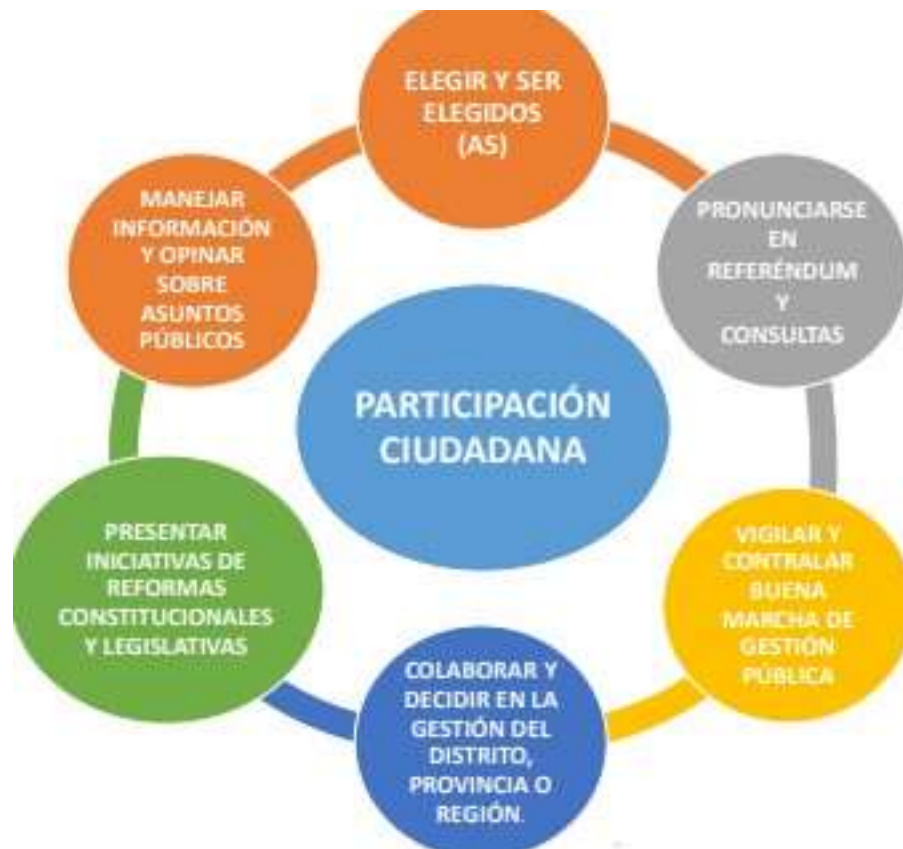 ELEGIR Y SER
ELEGIDOS
(AS)
PRONUNCIARSE
EN
REFERÉNDUM
Y
CONSULTAS
VIGILAR Y
CONTRALAR
BUENA
MARCHA DE
GESTIÓN
PÚBLICA
COLABORAR Y
DECIDIR EN LA
GESTIÓN DEL
DISTRITO,
PROVINCIA O
REGIÓN.
PRESENTAR
INICIATIVAS DE
REFORMAS
CONSTITUCIONALES
Y LEGISLATIVAS
MANEJAR
INFORMACIÓN
Y OPINAR
SOBRE
ASUNTOS
PÚBLICOS
PARTICIPACIÓN
CIUDADANA